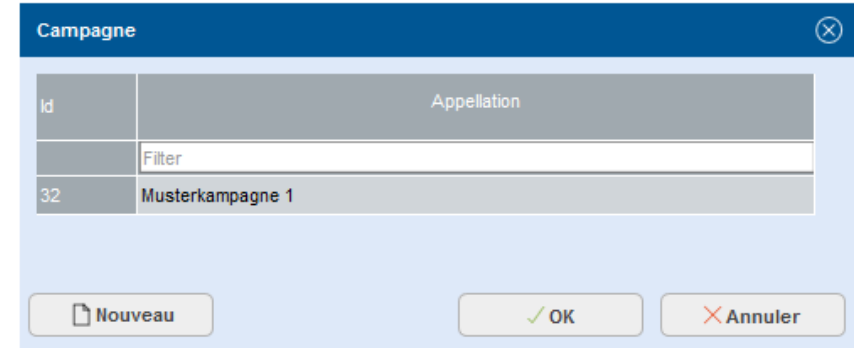 Campagne
Id Appellation
Filter
32 Musterkampagne 1
Nouveau OK Annuler